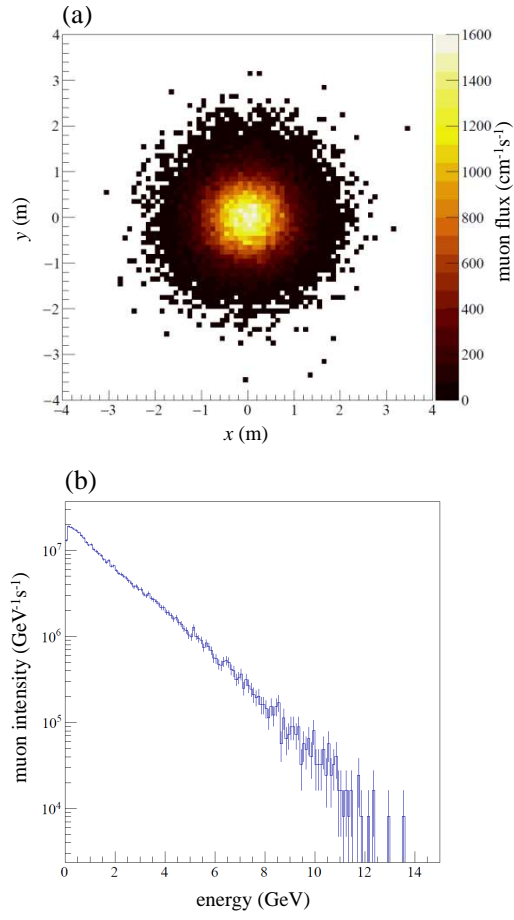 (a)
4
3
2
1
0
−1
−2
−3
−4
y (m)
−4 −3 −2 −1 0 1 2 3 4
x (m)
1600
1400
1200
1000
800
600
400
200
0
muon flux (cm⁻¹s⁻¹)
(b)
10⁷
10⁶
10⁵
10⁴
muon intensity (GeV⁻¹s⁻¹)
0 2 4 6 8 10 12 14
energy (GeV)